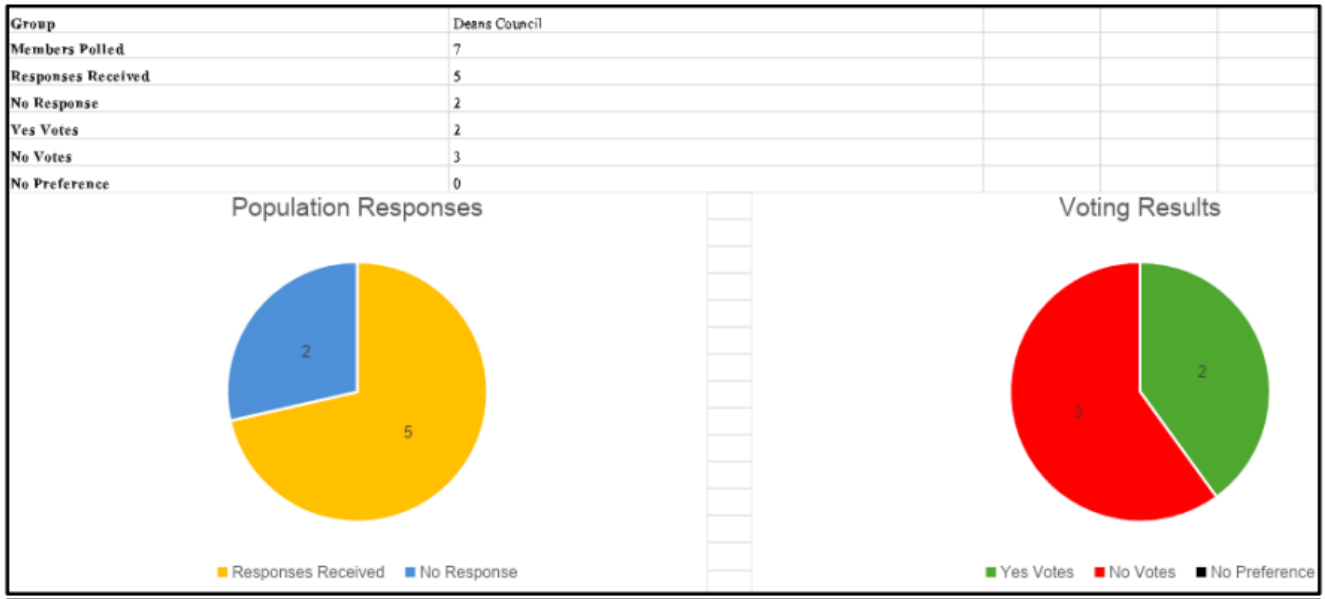 Group Deans Council
Members Polled 7
Responses Received 5
No Response 2
Yes Votes 2
No Votes 3
No Preference 0
Population Responses
2
5
Responses Received No Response
Voting Results
2
3
Yes Votes No Votes No Preference